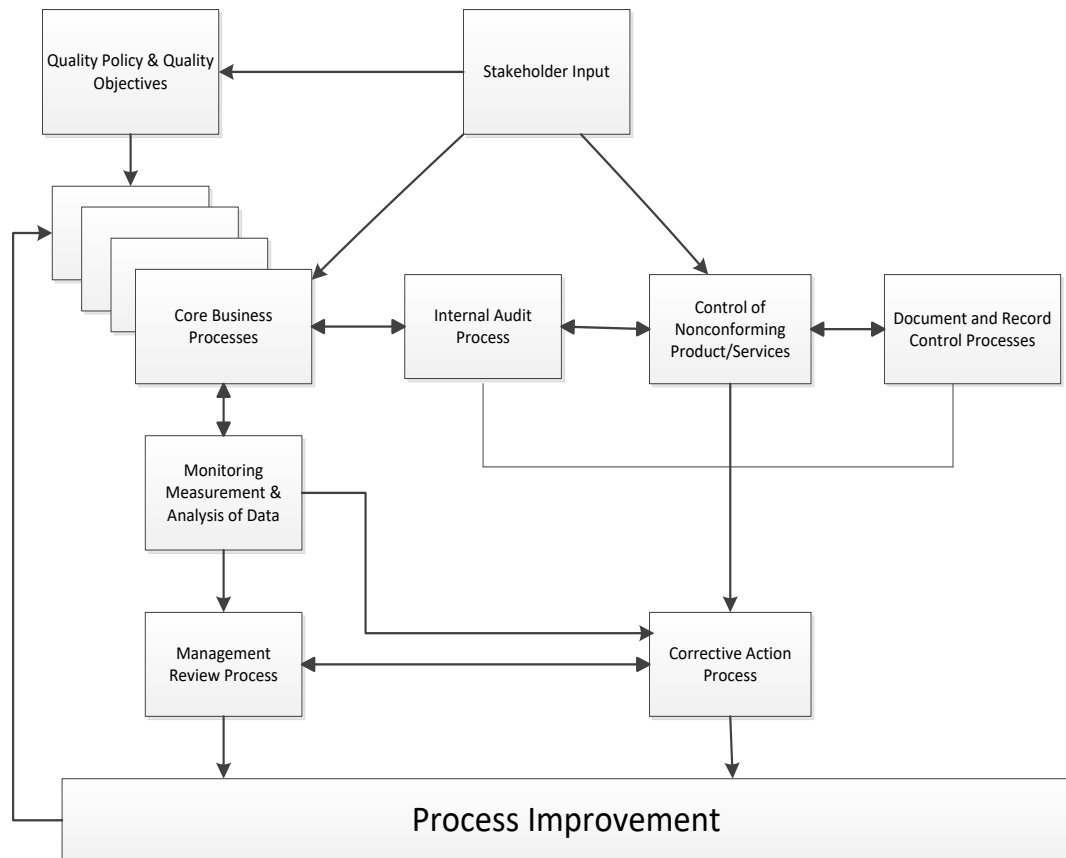 Quality Policy & Quality
Objectives
Stakeholder Input
Core Business
Processes
Internal Audit
Process
Control of
Nonconforming
Product/Services
Document and Record
Control Processes
Monitoring
Measurement &
Analysis of Data
Management
Review Process
Corrective Action
Process
Process Improvement